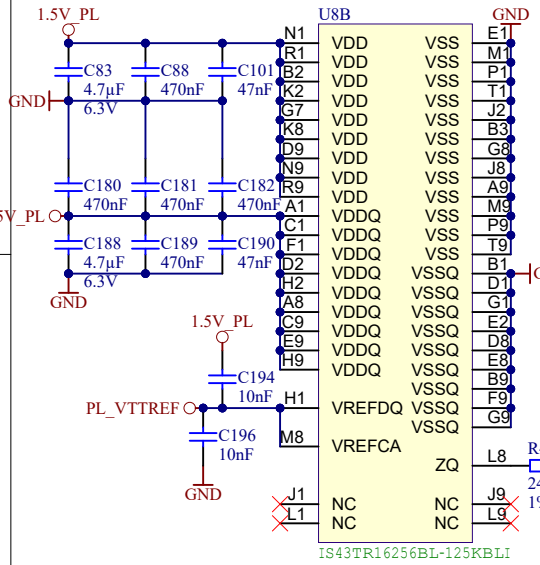 1.5V_PL
U8B
GND
N1 VDD VSS E1
R1 VDD VSS M1
B2 VDD VSS P1
K2 VDD VSS T1
G7 VDD VSS J2
K8 VDD VSS B3
D9 VDD VSS G8
N9 VDD VSS J8
R9 VDD VSS A9
A1 VDDQ VSS M9
C1 VDDQ VSS P9
F1 VDDQ VSS T9
D2 VDDQ VSSQ B1
H2 VDDQ VSSQ D1
A8 VDDQ VSSQ G1
C9 VDDQ VSSQ E2
E9 VDDQ VSSQ D8
H9 VDDQ VSSQ E8
VSSQ B9
H1 VREFDQ VSSQ F9
VSSQ G9
M8 VREFCA
ZQ L8
J1 NC NC J9
L1 NC NC L9
C83 C88 C101
4.7µF 470nF 47nF
6.3V
GND
C180 C181 C182
470nF 470nF 470nF
5V_PL
C188 C189 C190
4.7µF 470nF 47nF
6.3V
GND
1.5V_PL
C194
10nF
PL_VTTREF
C196
10nF
GND
G
R
24
1%
IS43TR16256BL-125KBLI